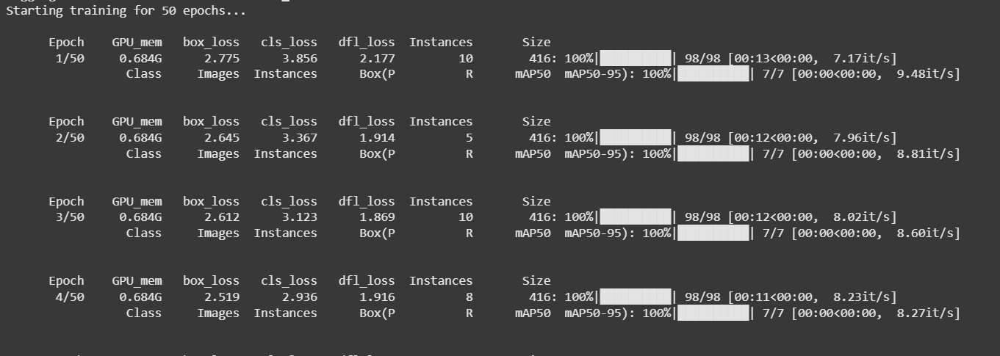 Starting training for 50 epochs...
Epoch GPU_mem box_loss cls_loss dfl_loss Instances Size
1/50 0.684G 2.775 3.856 2.177 10 416: 100%|██████████| 98/98 [00:13<00:00, 7.17it/s]
Class Images Instances Box(P R mAP50 mAP50-95): 100%|██████████| 7/7 [00:00<00:00, 9.48it/s]
Epoch GPU_mem box_loss cls_loss dfl_loss Instances Size
2/50 0.684G 2.645 3.367 1.914 5 416: 100%|██████████| 98/98 [00:12<00:00, 7.96it/s]
Class Images Instances Box(P R mAP50 mAP50-95): 100%|██████████| 7/7 [00:00<00:00, 8.81it/s]
Epoch GPU_mem box_loss cls_loss dfl_loss Instances Size
3/50 0.684G 2.612 3.123 1.869 10 416: 100%|██████████| 98/98 [00:12<00:00, 8.02it/s]
Class Images Instances Box(P R mAP50 mAP50-95): 100%|██████████| 7/7 [00:00<00:00, 8.60it/s]
Epoch GPU_mem box_loss cls_loss dfl_loss Instances Size
4/50 0.684G 2.519 2.936 1.916 8 416: 100%|██████████| 98/98 [00:11<00:00, 8.23it/s]
Class Images Instances Box(P R mAP50 mAP50-95): 100%|██████████| 7/7 [00:00<00:00, 8.27it/s]